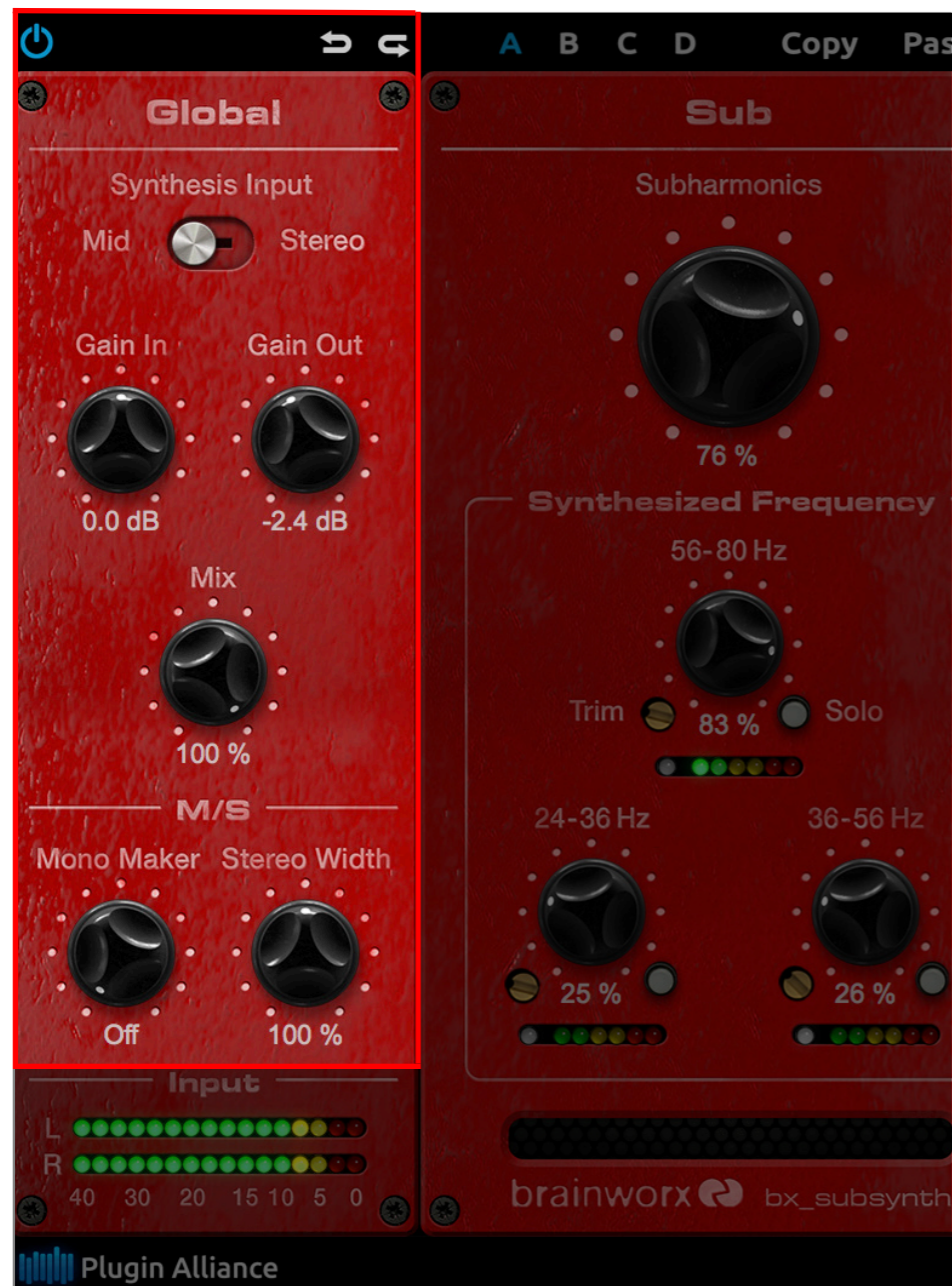 A B C D Copy Pas
Global
Synthesis Input
Mid Stereo
Gain In Gain Out
0.0 dB -2.4 dB
Mix
100 %
M/S
Mono Maker Stereo Width
Off 100 %
Input
L
R
40 30 20 15 10 5 0
Sub
Subharmonics
76 %
Synthesized Frequency
56-80 Hz
Trim 83 % Solo
24-36 Hz 36-56 Hz
25 % 26 %
brainworx bx_subsynth
Plugin Alliance